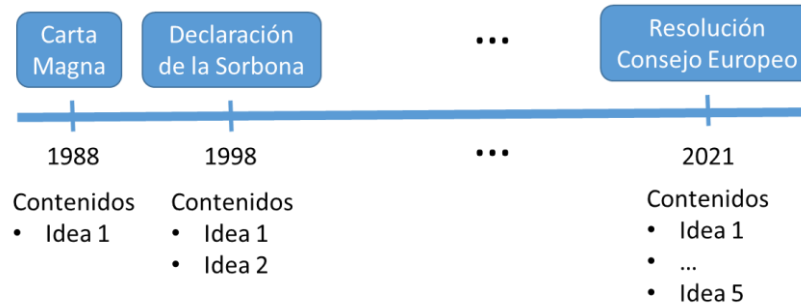 Carta
Magna
Declaración
de la Sorbona
...
Resolución
Consejo Europeo
1988
1998
...
2021
Contenidos
• Idea 1
Contenidos
• Idea 1
• Idea 2
Contenidos
• Idea 1
• ...
• Idea 5